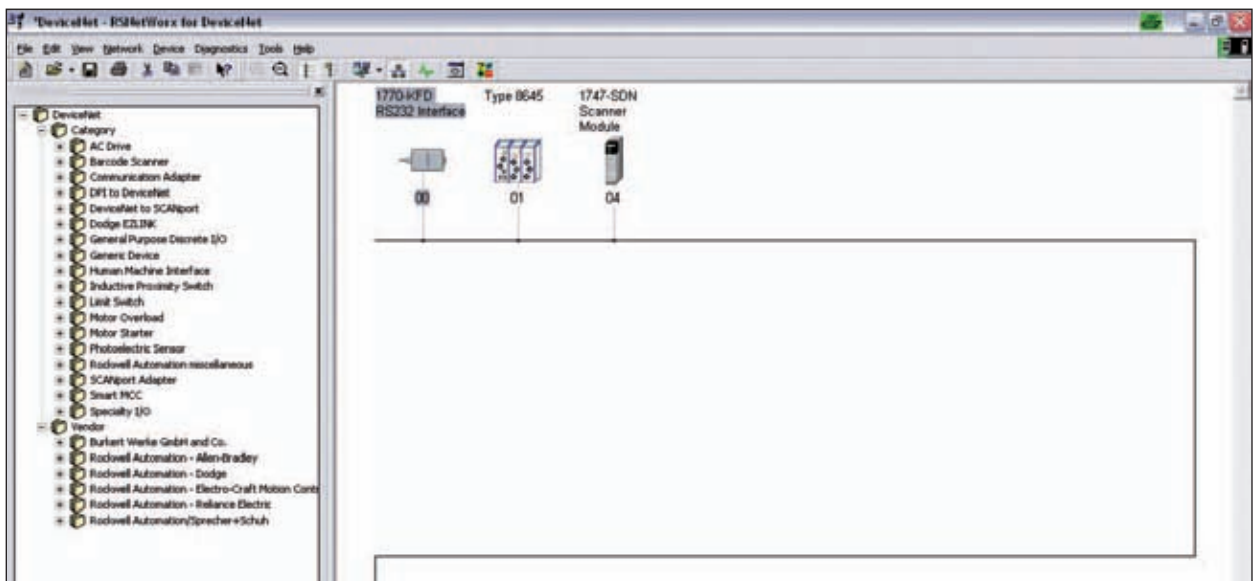 *DeviceNet - RSNetWorx for DeviceNet
File Edit View Network Device Diagnostics Tools Help
DeviceNet
Category
AC Drive
Barcode Scanner
Communication Adapter
DPI to DeviceNet
DeviceNet to SCANport
Dodge EZLINK
General Purpose Discrete I/O
Generic Device
Human Machine Interface
Inductive Proximity Switch
Limit Switch
Motor Overload
Motor Starter
Photoelectric Sensor
Rockwell Automation miscellaneous
SCANport Adapter
Smart MCC
Specialty I/O
Vendor
Burkert Werke GmbH and Co.
Rockwell Automation - Allen-Bradley
Rockwell Automation - Dodge
Rockwell Automation - Electro-Craft Motion Contr
Rockwell Automation - Reliance Electric
Rockwell Automation/Sprecher+Schuh
1770-KFD
RS232 Interface
00
Type 8645
01
1747-SDN
Scanner
Module
04